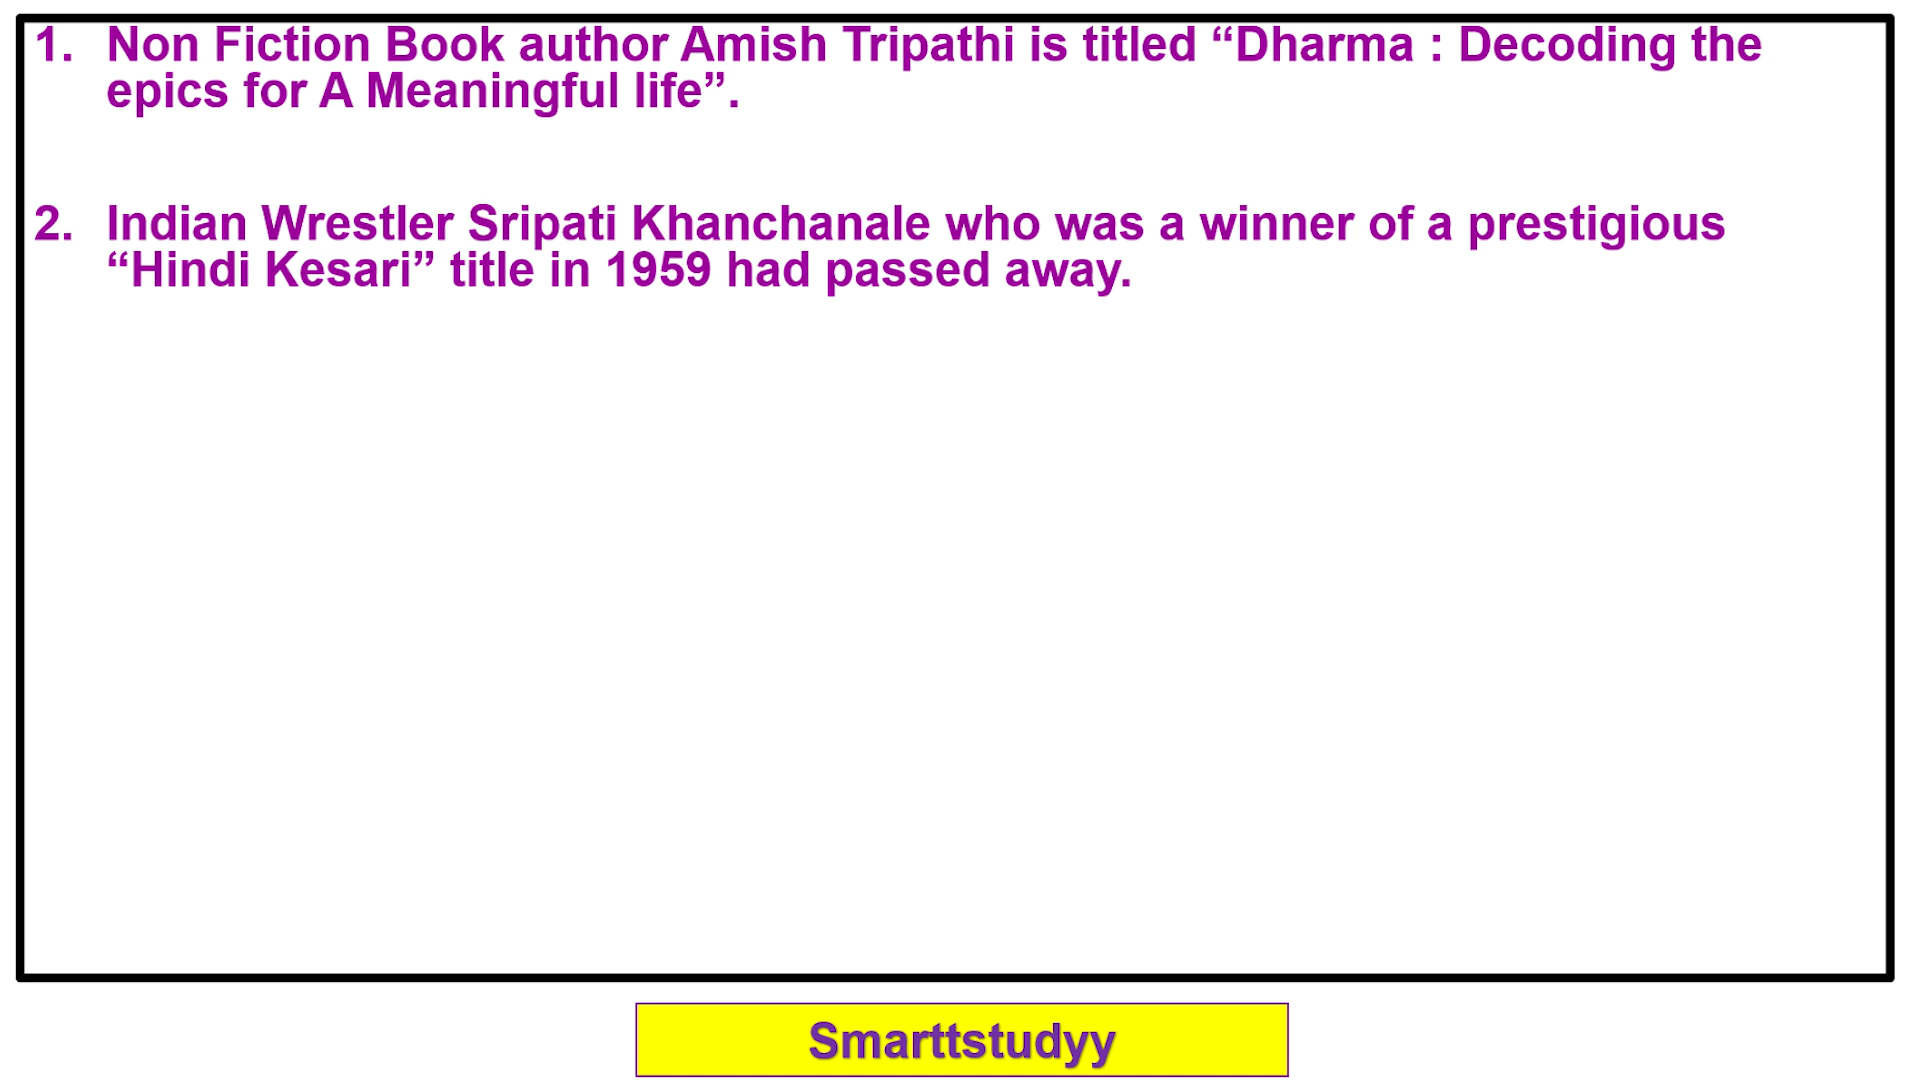 1. Non Fiction Book author Amish Tripathi is titled “Dharma : Decoding the
epics for A Meaningful life”.
2. Indian Wrestler Sripati Khanchanale who was a winner of a prestigious
“Hindi Kesari” title in 1959 had passed away.
Smarttstudyy